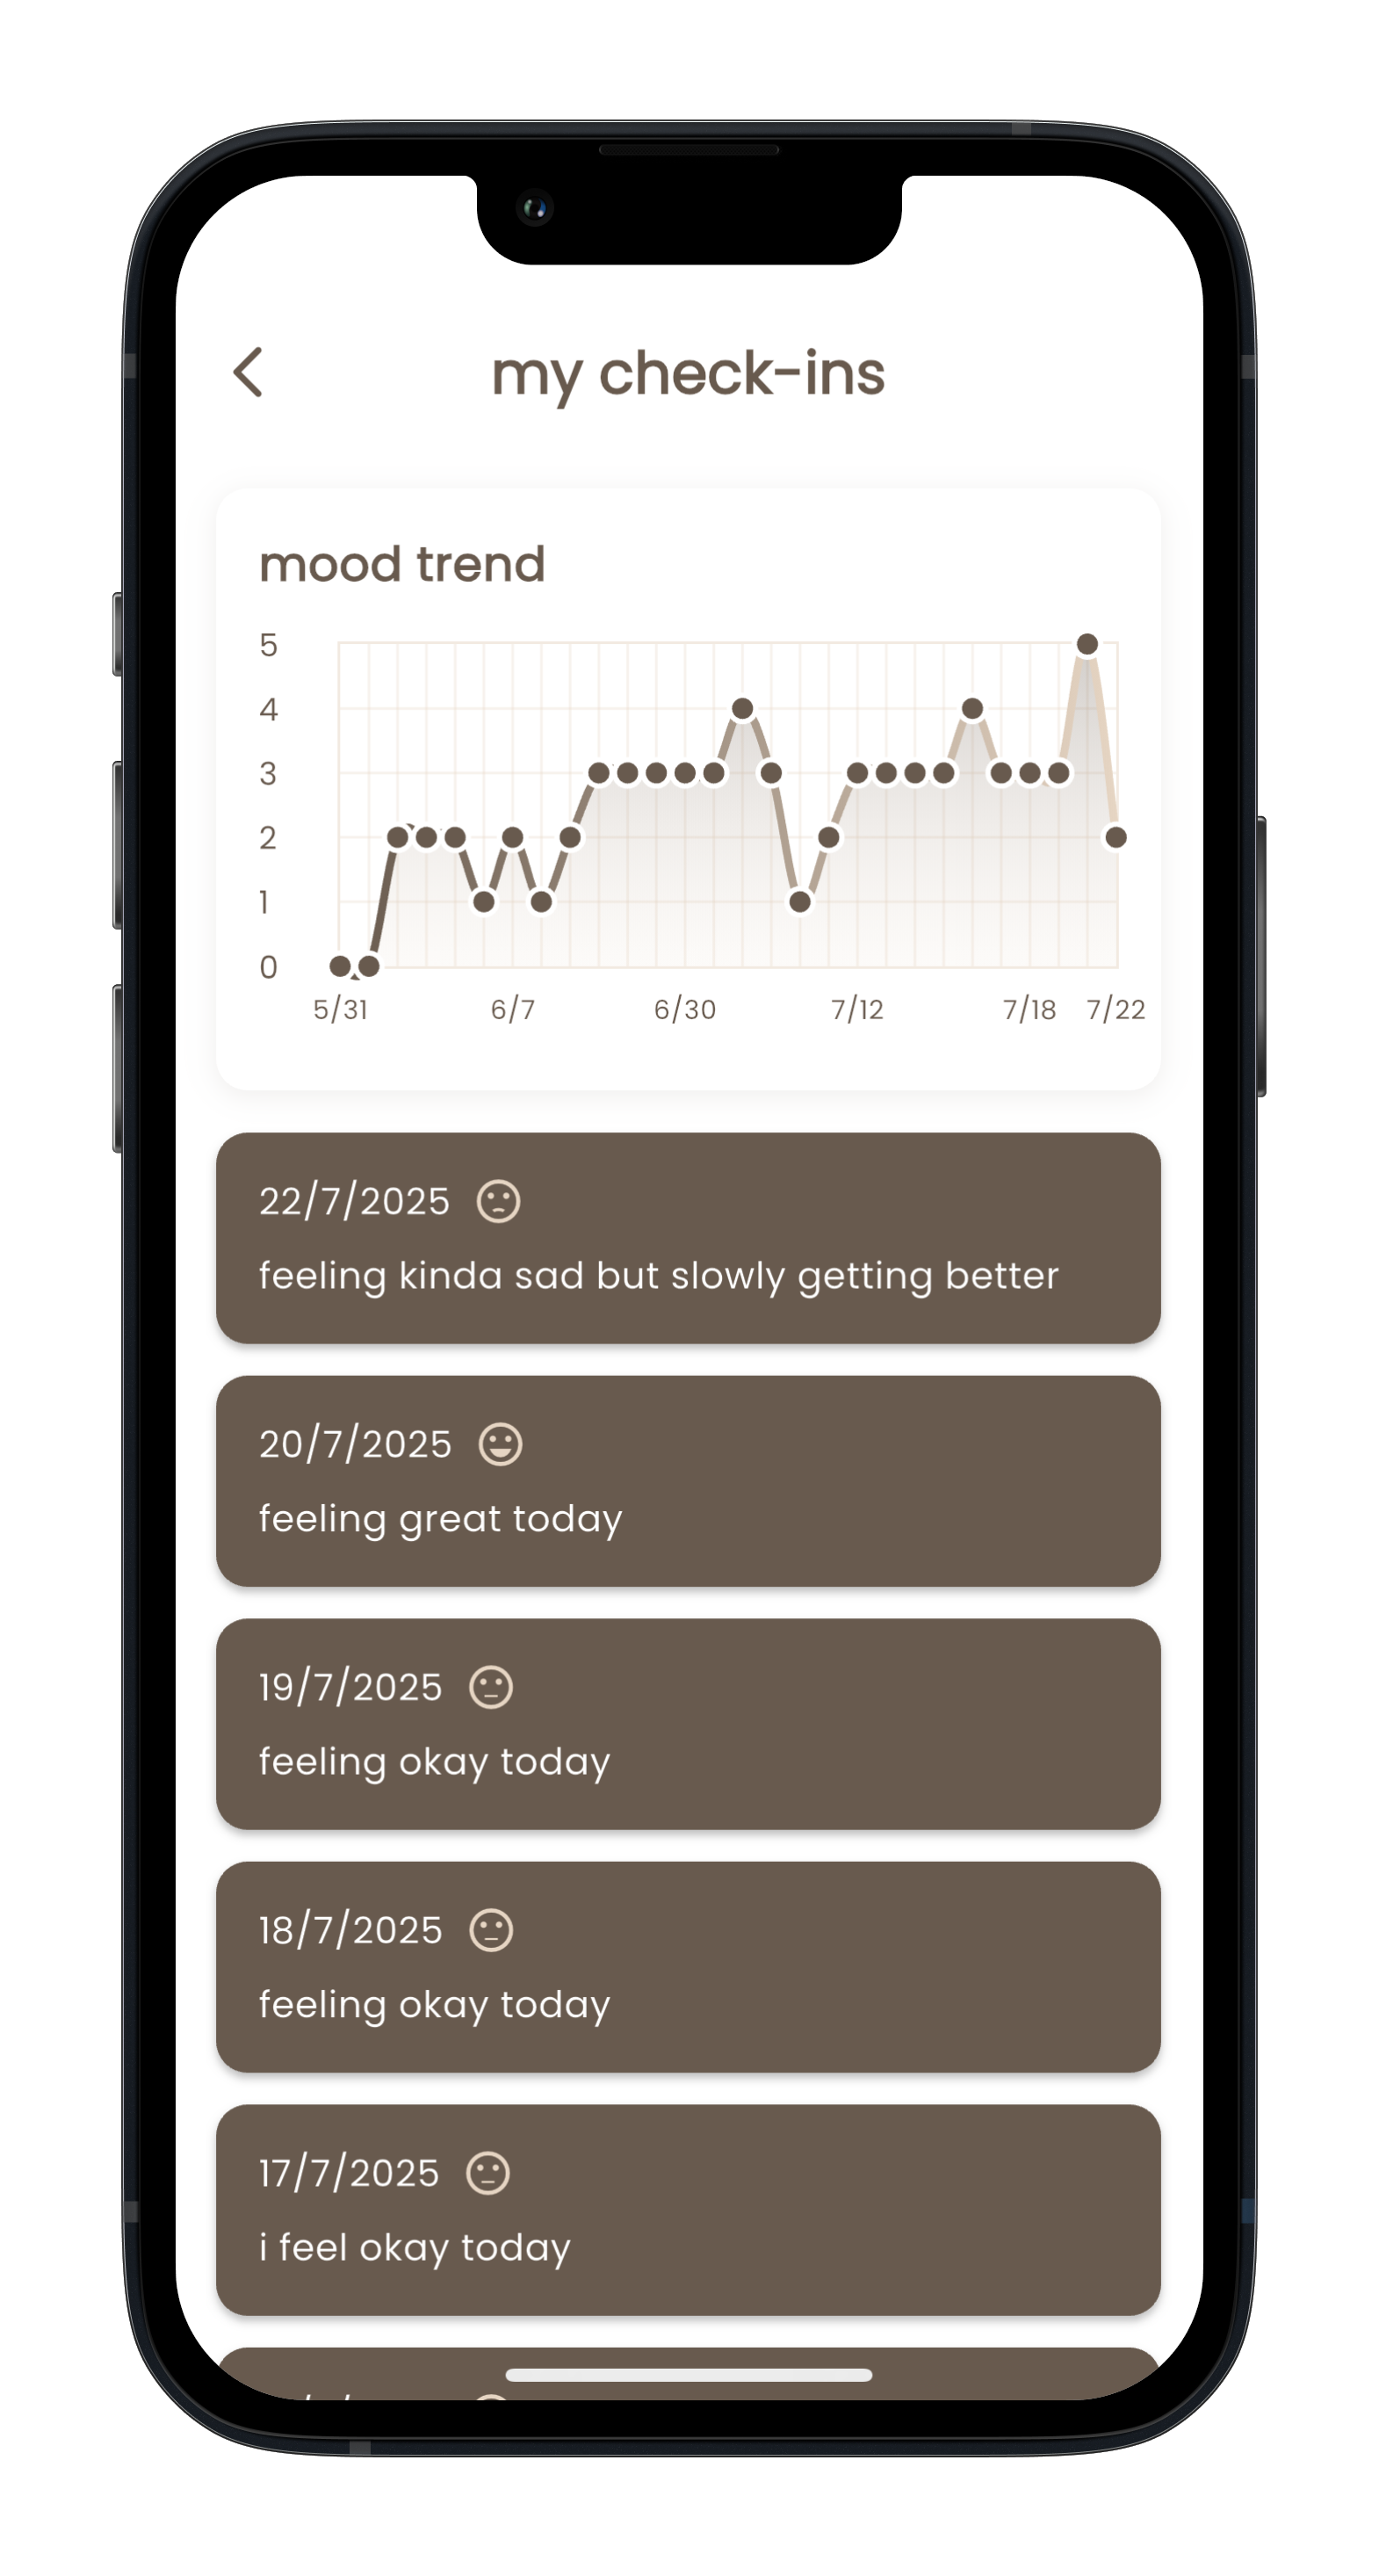 my check-ins
mood trend
5
4
3
2
1
0
5/31 6/7 6/30 7/12 7/18 7/22
22/7/2025
feeling kinda sad but slowly getting better
20/7/2025
feeling great today
19/7/2025
feeling okay today
18/7/2025
feeling okay today
17/7/2025
i feel okay today